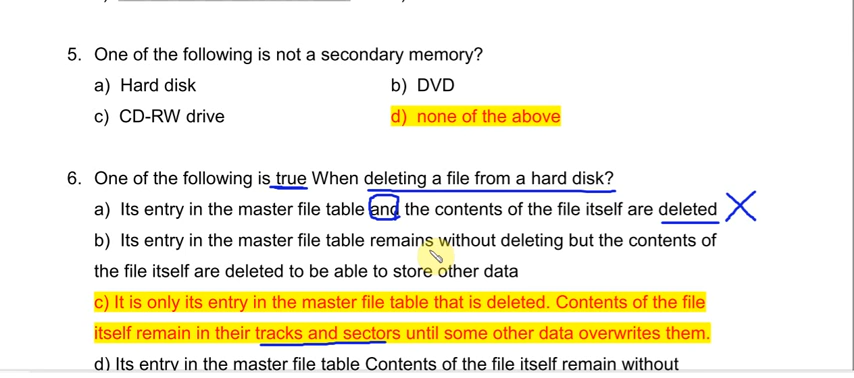 5. One of the following is not a secondary memory?
a) Hard disk b) DVD
c) CD-RW drive d) none of the above
6. One of the following is true When deleting a file from a hard disk?
a) Its entry in the master file table and the contents of the file itself are deleted
b) Its entry in the master file table remains without deleting but the contents of
the file itself are deleted to be able to store other data
c) It is only its entry in the master file table that is deleted. Contents of the file
itself remain in their tracks and sectors until some other data overwrites them.
d) Its entry in the master file table Contents of the file itself remain without